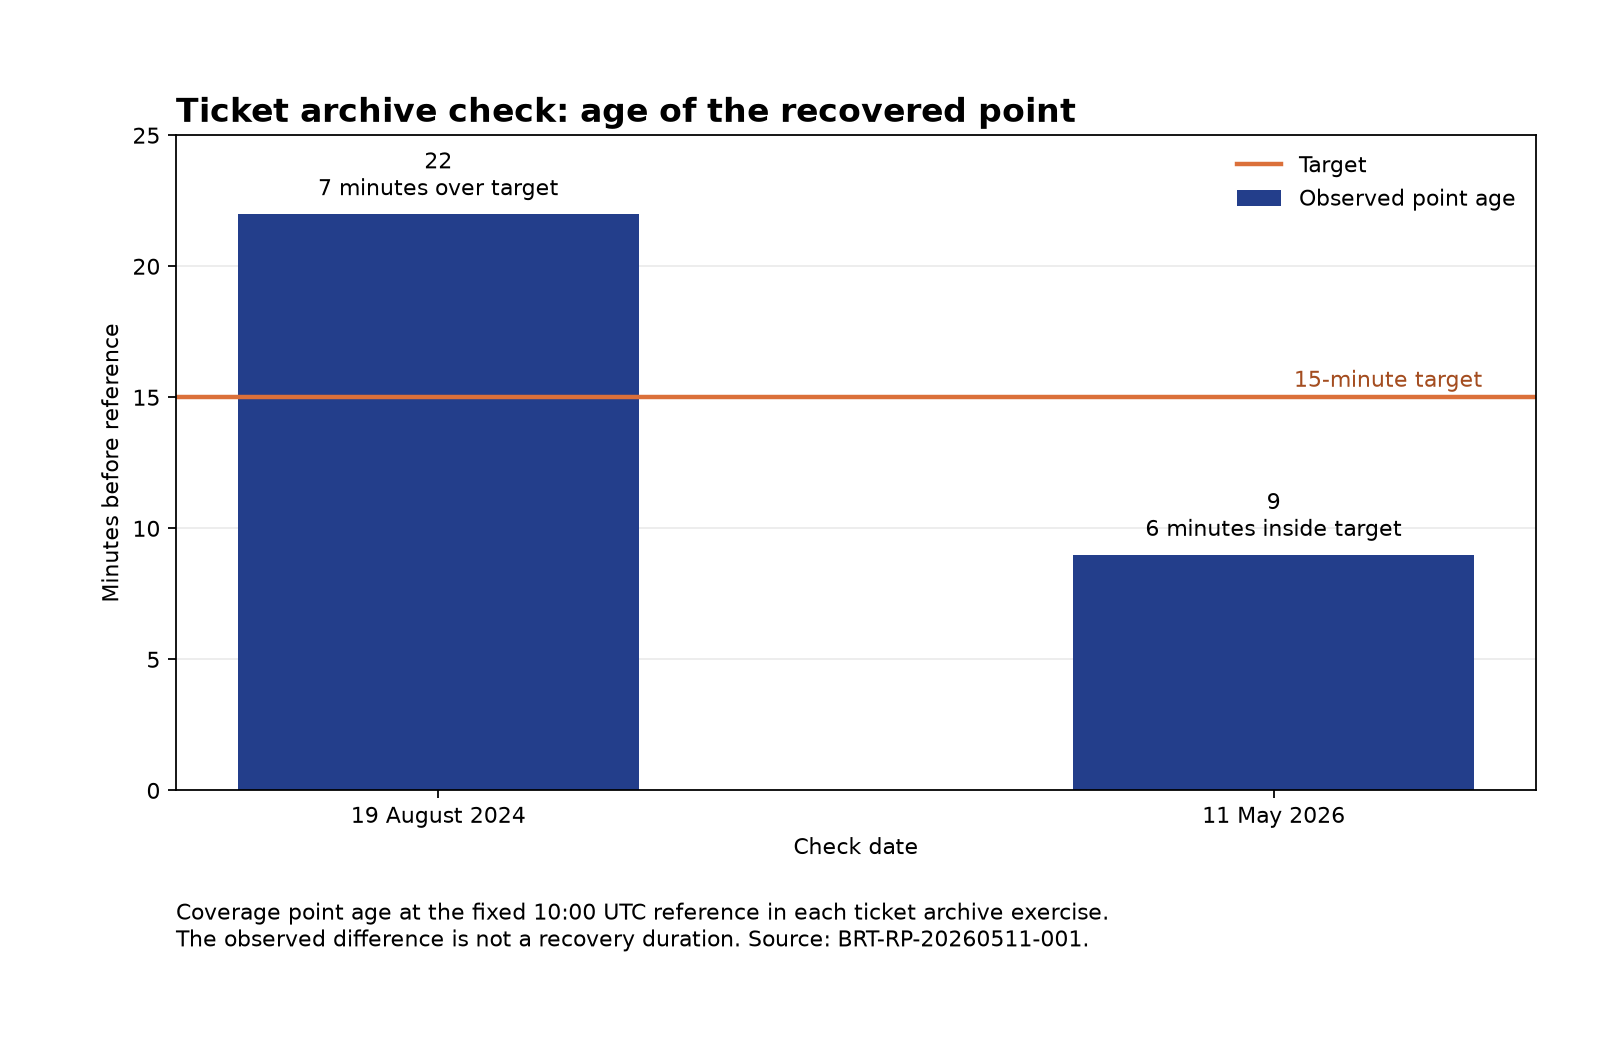 Ticket archive check: age of the recovered point
25
20
15
10
5
0
Minutes before reference
22
7 minutes over target
Target
Observed point age
15-minute target
9
6 minutes inside target
19 August 2024
11 May 2026
Check date
Coverage point age at the fixed 10:00 UTC reference in each ticket archive exercise.
The observed difference is not a recovery duration. Source: BRT-RP-20260511-001.